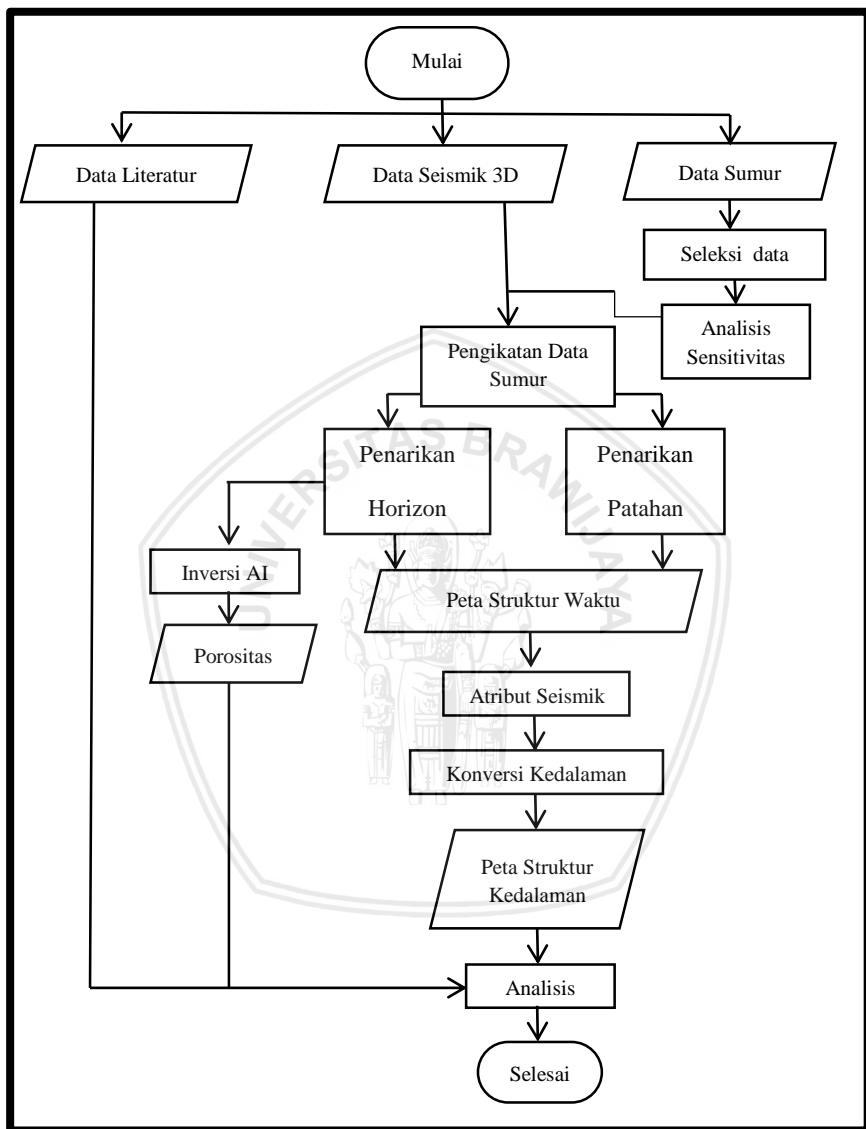 Mulai
Data Literatur
Data Seismik 3D
Data Sumur
Seleksi data
Analisis
Sensitivitas
Pengikatan Data
Sumur
Penarikan
Horizon
Penarikan
Patahan
Inversi AI
Peta Struktur Waktu
Porositas
Atribut Seismik
Konversi Kedalaman
Peta Struktur
Kedalaman
Analisis
Selesai
UNIVERSITAS BRAWIJAYA